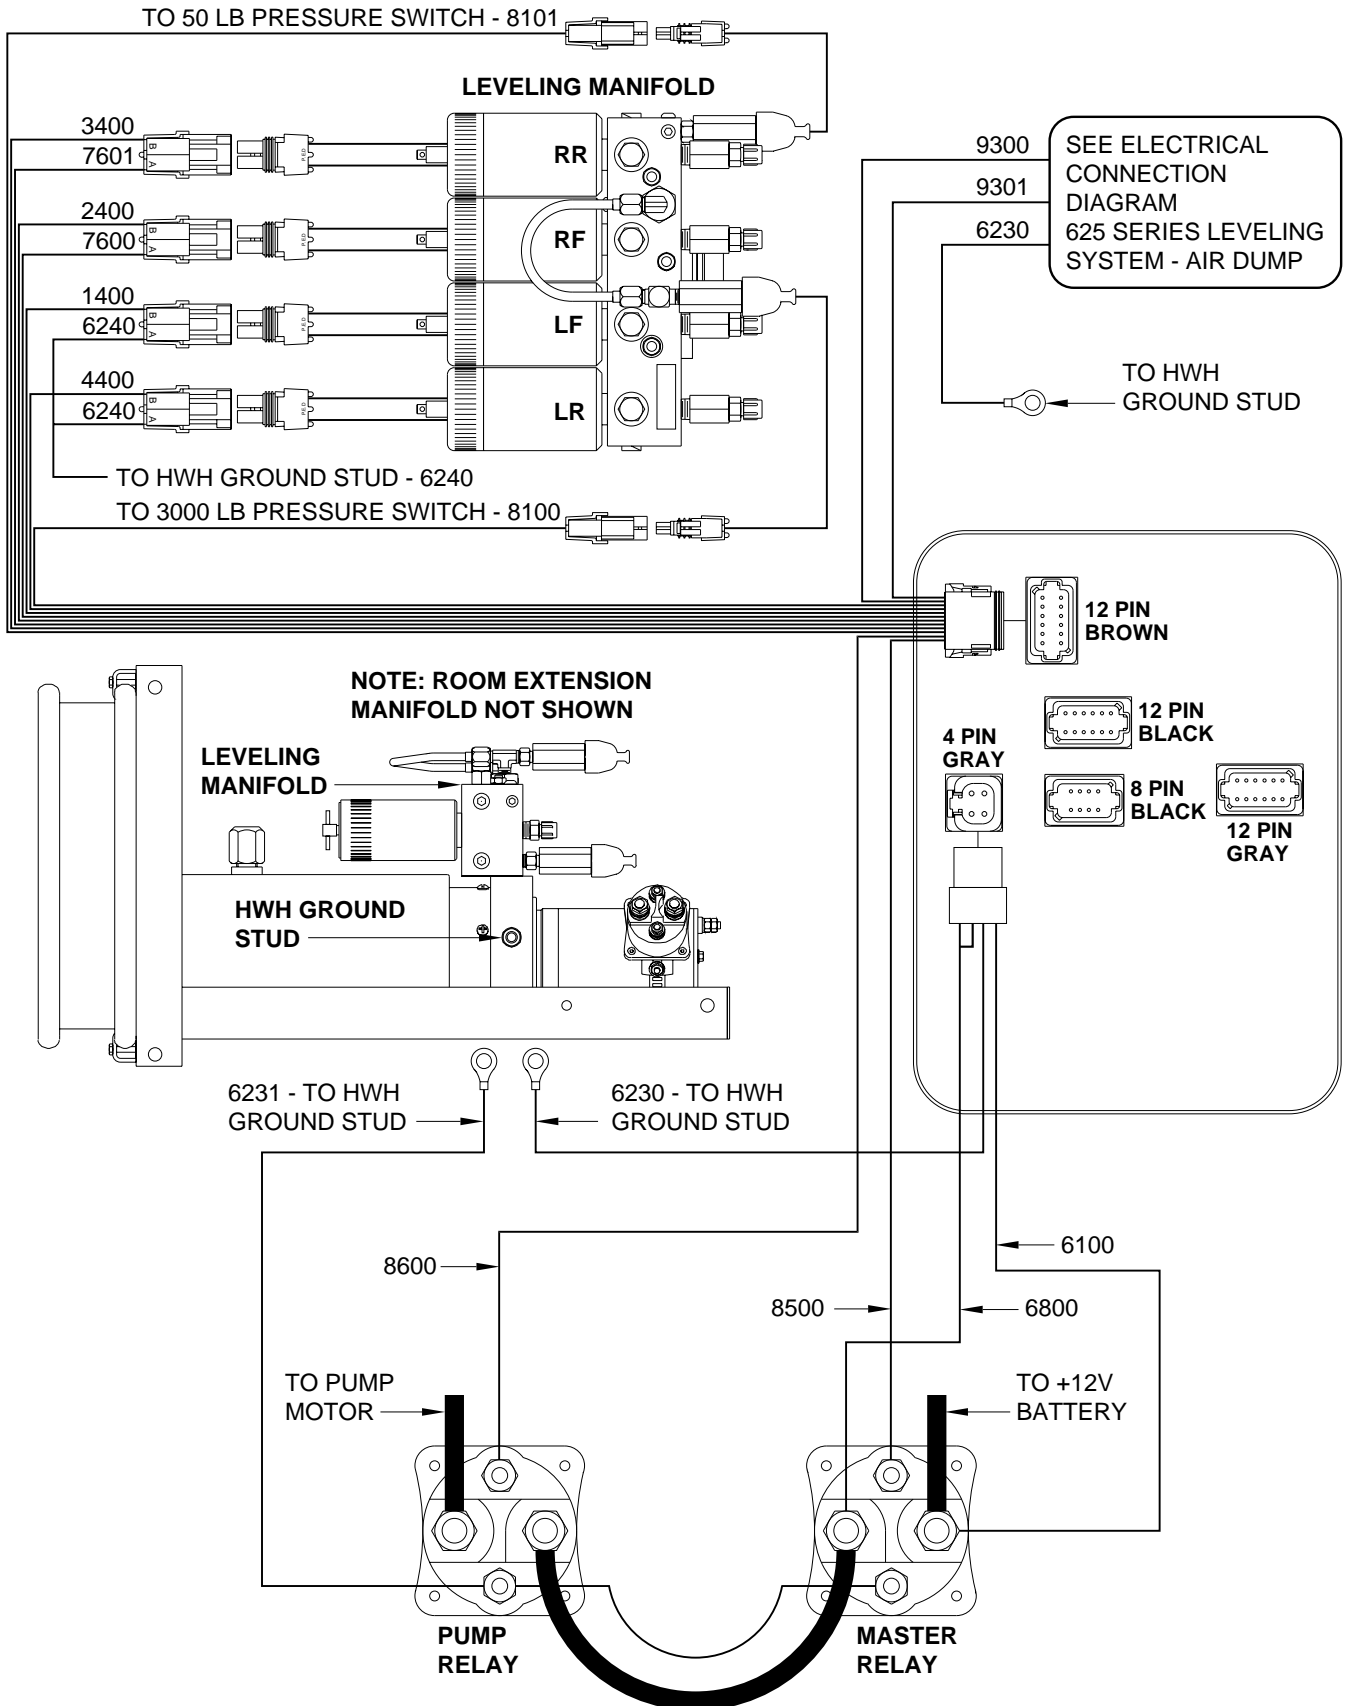 TO 50 LB PRESSURE SWITCH - 8101
LEVELING MANIFOLD
3400
7601
B
A
P.E.D
RR
2400
7600
B
A
P.E.D
RF
1400
6240
B
A
P.E.D
LF
4400
6240
B
A
P.E.D
LR
TO HWH GROUND STUD - 6240
TO 3000 LB PRESSURE SWITCH - 8100
9300
9301
6230
SEE ELECTRICAL
CONNECTION
DIAGRAM
625 SERIES LEVELING
SYSTEM - AIR DUMP
TO HWH
GROUND STUD
12 PIN
BROWN
12 PIN
BLACK
4 PIN
GRAY
8 PIN
BLACK
12 PIN
GRAY
NOTE: ROOM EXTENSION
MANIFOLD NOT SHOWN
LEVELING
MANIFOLD
HWH GROUND
STUD
6231 - TO HWH
GROUND STUD
6230 - TO HWH
GROUND STUD
8600
6100
8500
6800
TO PUMP
MOTOR
TO +12V
BATTERY
PUMP
RELAY
MASTER
RELAY